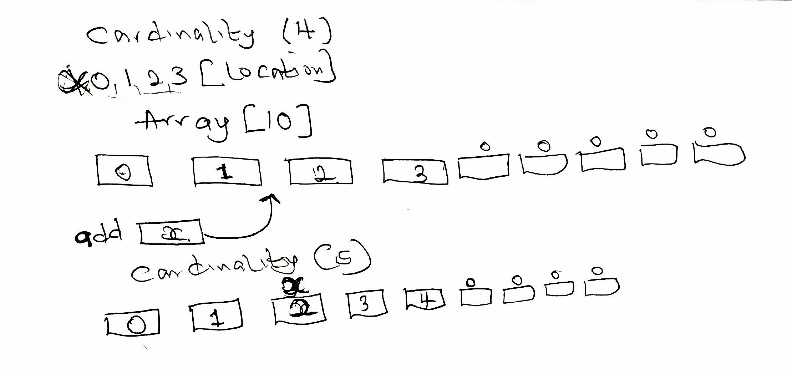 Cardinality (4)
0,1,2,3 [Location]
Array [10]
0 1 2 3
add x
Cardinality (5)
x
0 1 2 3 4